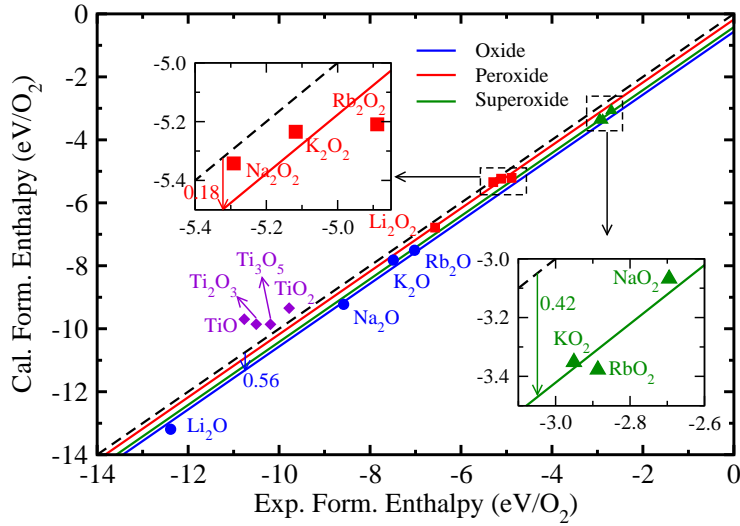 Cal. Form. Enthalpy (eV/O₂)
0
-2
-4
-6
-8
-10
-12
-14
-14
-12
-10
-8
-6
-4
-2
0
Exp. Form. Enthalpy (eV/O₂)
Oxide
Peroxide
Superoxide
-5.0
-5.2
-5.4
-5.4
-5.2
-5.0
Rb₂O₂
K₂O₂
Na₂O₂
0.18
Li₂O₂
Ti₃O₅
Ti₂O₃
TiO₂
TiO
Rb₂O
K₂O
Na₂O
0.56
Li₂O
-3.0
-3.2
-3.4
-3.0
-2.8
-2.6
NaO₂
0.42
KO₂
RbO₂